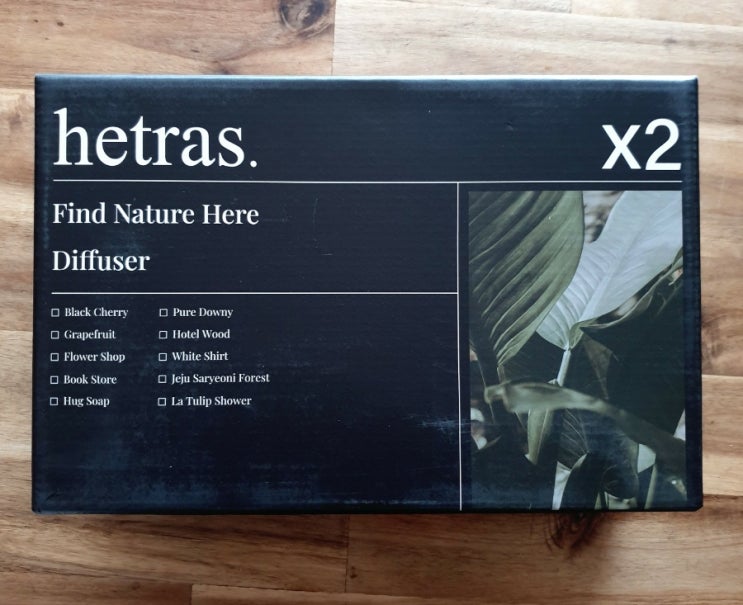 hetras.
x2
Find Nature Here
Diffuser
☐ Black Cherry
☐ Grapefruit
☐ Flower Shop
☐ Book Store
☐ Hug Soap
☐ Pure Downy
☐ Hotel Wood
☐ White Shirt
☐ Jeju Saryeoni Forest
☐ La Tulip Shower